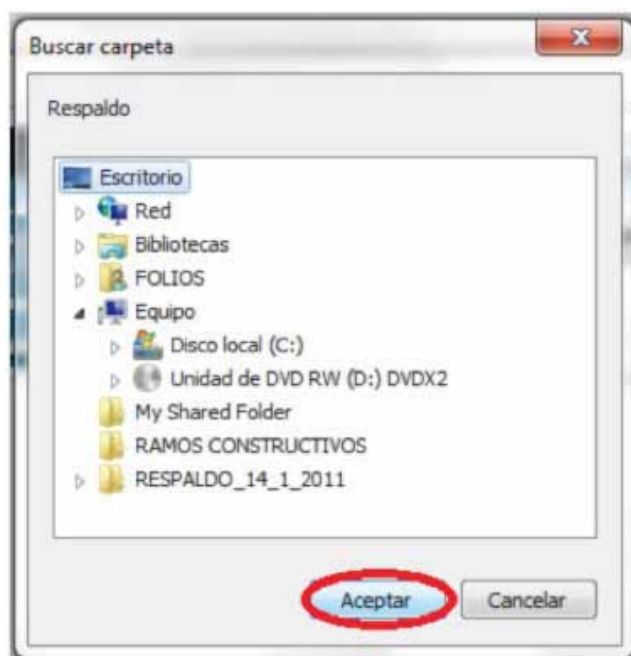 Buscar carpeta
Respaldo
Escritorio
Red
Bibliotecas
FOLIOS
Equipo
Disco local (C:)
Unidad de DVD RW (D:) DVDX2
My Shared Folder
RAMOS CONSTRUCTIVOS
RESPALDO_14_1_2011
Aceptar Cancelar